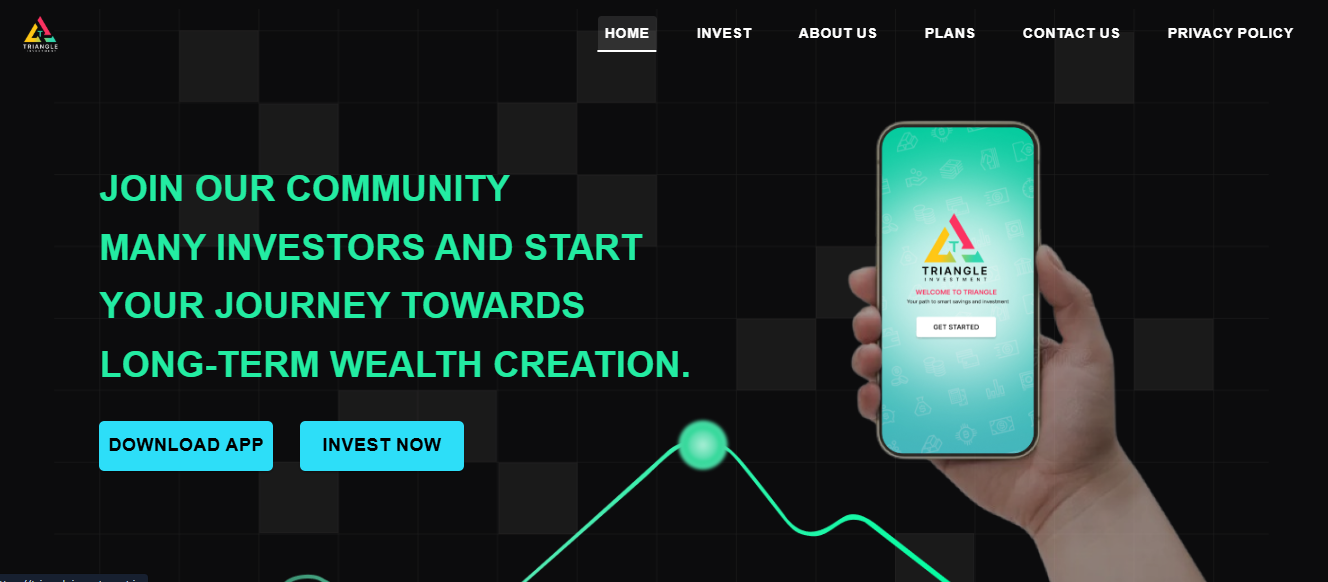 TRIANGLE
INVESTMENT
HOME
INVEST
ABOUT US
PLANS
CONTACT US
PRIVACY POLICY
JOIN OUR COMMUNITY
MANY INVESTORS AND START
YOUR JOURNEY TOWARDS
LONG-TERM WEALTH CREATION.
DOWNLOAD APP
INVEST NOW
T
TRIANGLE
INVESTMENT
WELCOME TO TRIANGLE
Your path to smart savings and investment
GET STARTED